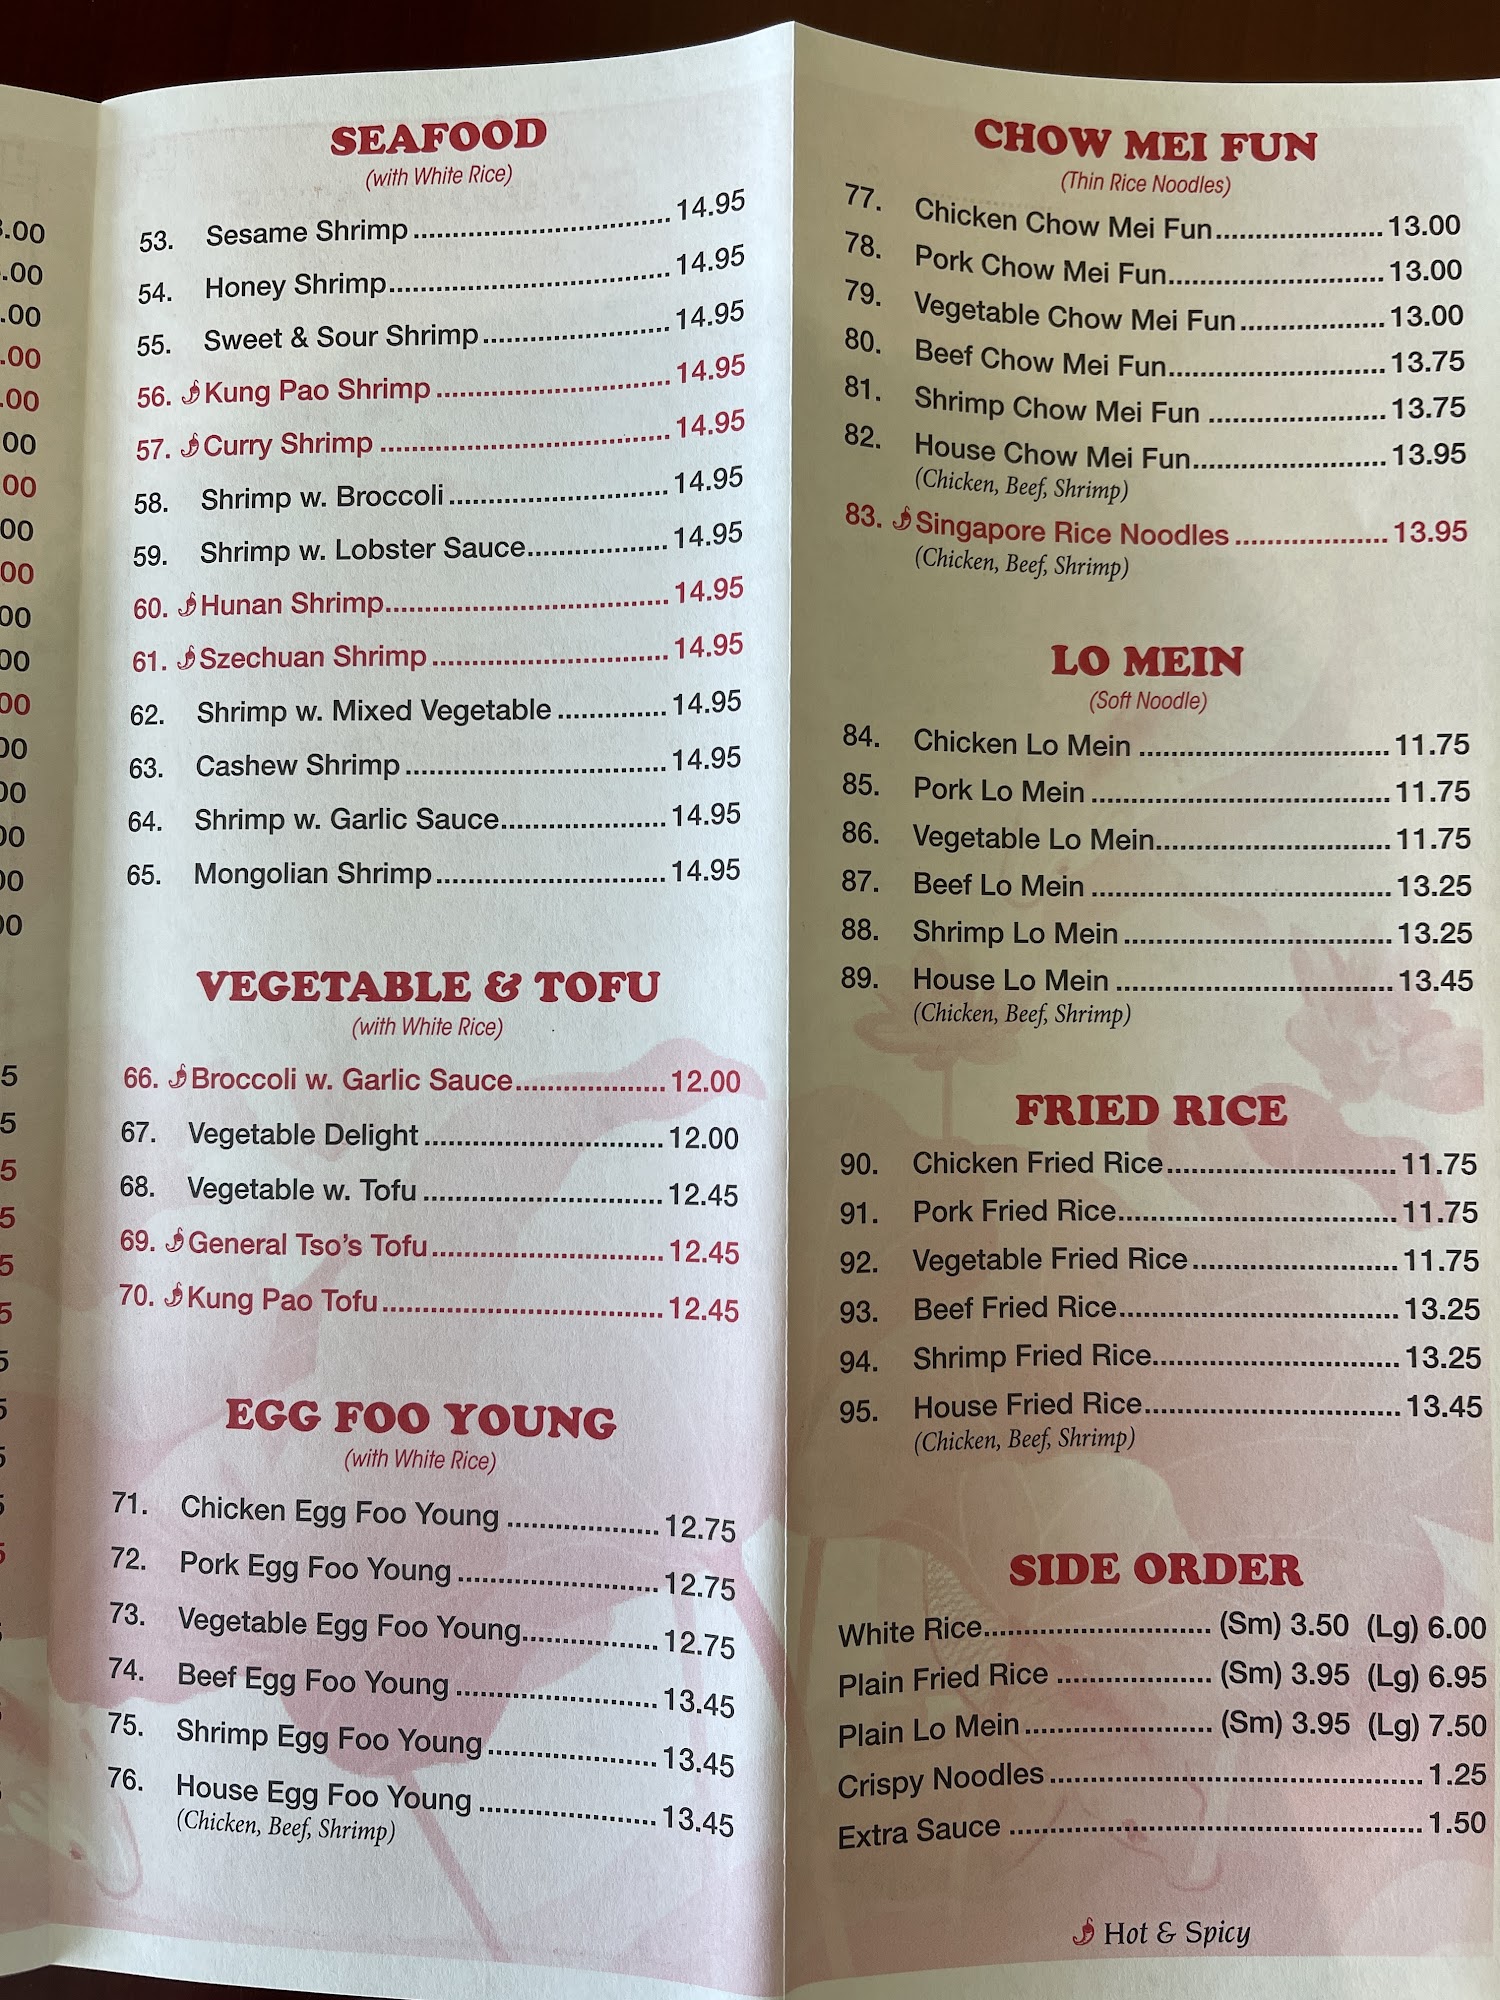 SEAFOOD
(with White Rice)
53. Sesame Shrimp 14.95
54. Honey Shrimp 14.95
55. Sweet & Sour Shrimp 14.95
56. Kung Pao Shrimp 14.95
57. Curry Shrimp 14.95
58. Shrimp w. Broccoli 14.95
59. Shrimp w. Lobster Sauce 14.95
60. Hunan Shrimp 14.95
61. Szechuan Shrimp 14.95
62. Shrimp w. Mixed Vegetable 14.95
63. Cashew Shrimp 14.95
64. Shrimp w. Garlic Sauce 14.95
65. Mongolian Shrimp 14.95
VEGETABLE & TOFU
(with White Rice)
66. Broccoli w. Garlic Sauce 12.00
67. Vegetable Delight 12.00
68. Vegetable w. Tofu 12.45
69. General Tso's Tofu 12.45
70. Kung Pao Tofu 12.45
EGG FOO YOUNG
(with White Rice)
71. Chicken Egg Foo Young 12.75
72. Pork Egg Foo Young 12.75
73. Vegetable Egg Foo Young 12.75
74. Beef Egg Foo Young 13.45
75. Shrimp Egg Foo Young 13.45
76. House Egg Foo Young 13.45
(Chicken, Beef, Shrimp)
CHOW MEI FUN
(Thin Rice Noodles)
77. Chicken Chow Mei Fun 13.00
78. Pork Chow Mei Fun 13.00
79. Vegetable Chow Mei Fun 13.00
80. Beef Chow Mei Fun 13.75
81. Shrimp Chow Mei Fun 13.75
82. House Chow Mei Fun 13.95
(Chicken, Beef, Shrimp)
83. Singapore Rice Noodles 13.95
(Chicken, Beef, Shrimp)
LO MEIN
(Soft Noodle)
84. Chicken Lo Mein 11.75
85. Pork Lo Mein 11.75
86. Vegetable Lo Mein 11.75
87. Beef Lo Mein 13.25
88. Shrimp Lo Mein 13.25
89. House Lo Mein 13.45
(Chicken, Beef, Shrimp)
FRIED RICE
90. Chicken Fried Rice 11.75
91. Pork Fried Rice 11.75
92. Vegetable Fried Rice 11.75
93. Beef Fried Rice 13.25
94. Shrimp Fried Rice 13.25
95. House Fried Rice 13.45
(Chicken, Beef, Shrimp)
SIDE ORDER
White Rice (Sm) 3.50 (Lg) 6.00
Plain Fried Rice (Sm) 3.95 (Lg) 6.95
Plain Lo Mein (Sm) 3.95 (Lg) 7.50
Crispy Noodles 1.25
Extra Sauce 1.50
Hot & Spicy